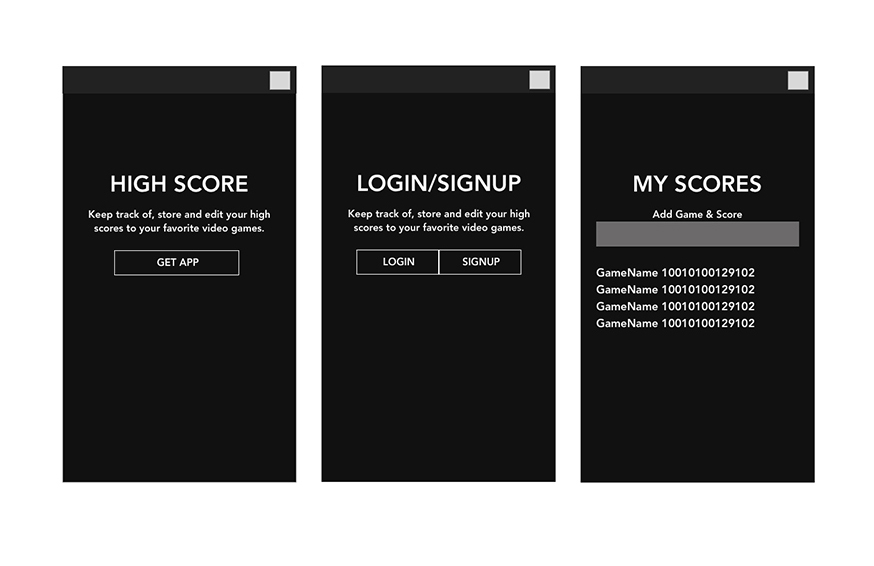 HIGH SCORE
Keep track of, store and edit your high
scores to your favorite video games.
GET APP
LOGIN/SIGNUP
Keep track of, store and edit your high
scores to your favorite video games.
LOGIN
SIGNUP
MY SCORES
Add Game & Score
GameName 10010100129102
GameName 10010100129102
GameName 10010100129102
GameName 10010100129102